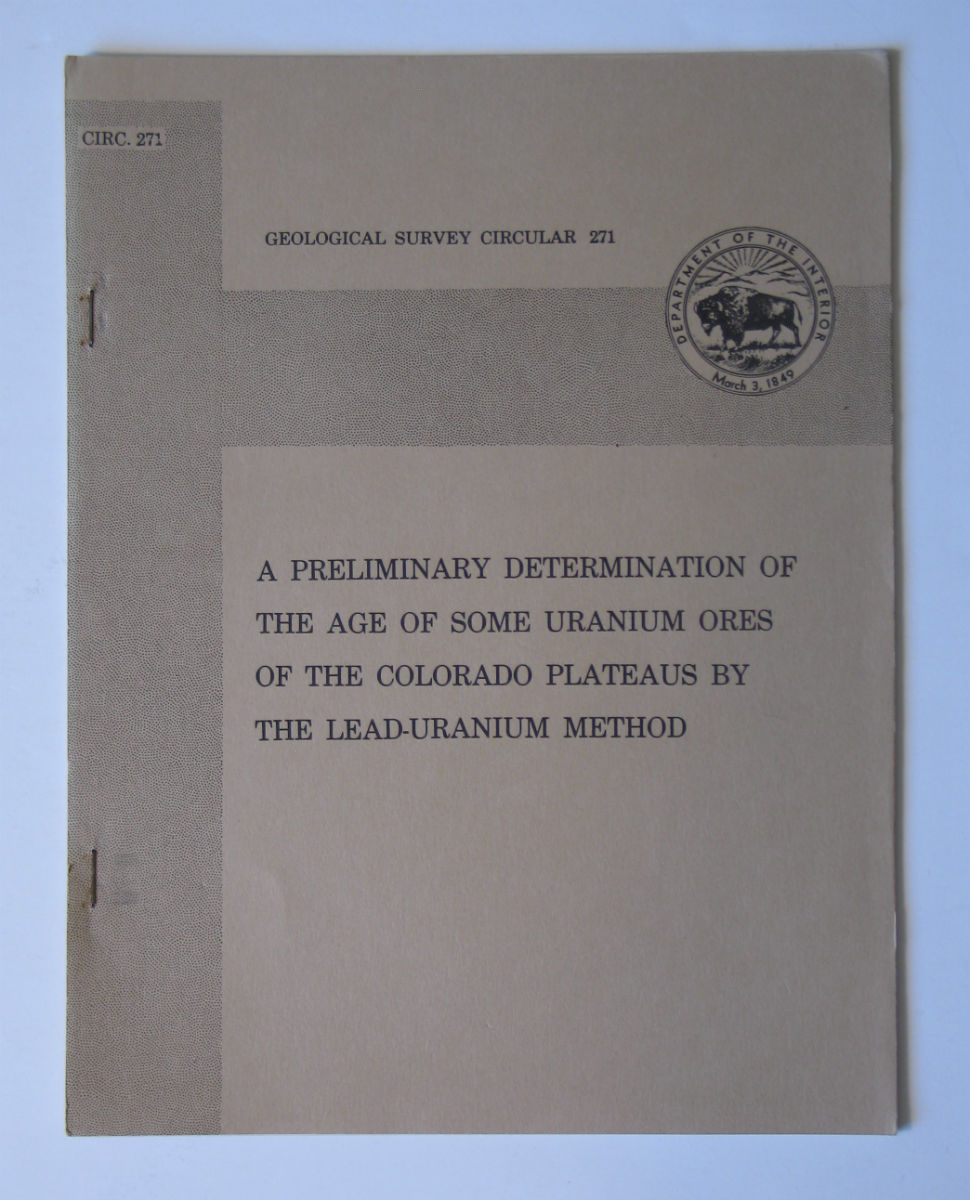 CIRC. 271
GEOLOGICAL SURVEY CIRCULAR 271
DEPARTMENT OF THE INTERIOR
March 3, 1849
A PRELIMINARY DETERMINATION OF
THE AGE OF SOME URANIUM ORES
OF THE COLORADO PLATEAUS BY
THE LEAD-URANIUM METHOD